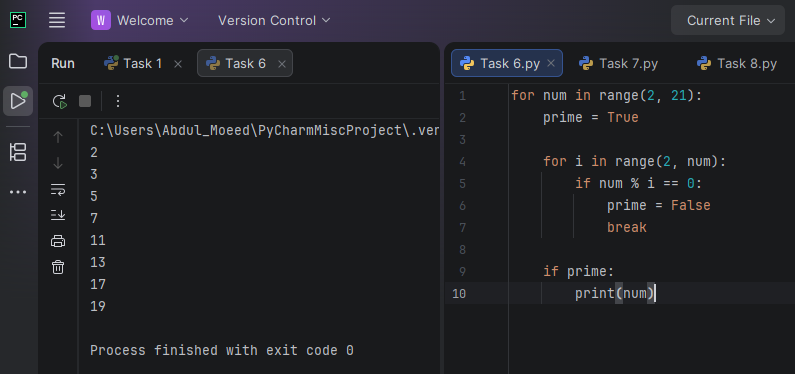 PC
W Welcome Version Control Current File
Run Task 1 Task 6
C:\Users\Abdul_Moeed\PyCharmMiscProject\.ven
2
3
5
7
11
13
17
19
Process finished with exit code 0
Task 6.py Task 7.py Task 8.py
1 for num in range(2, 21):
2     prime = True
3
4     for i in range(2, num):
5         if num % i == 0:
6             prime = False
7             break
8
9     if prime:
10         print(num)